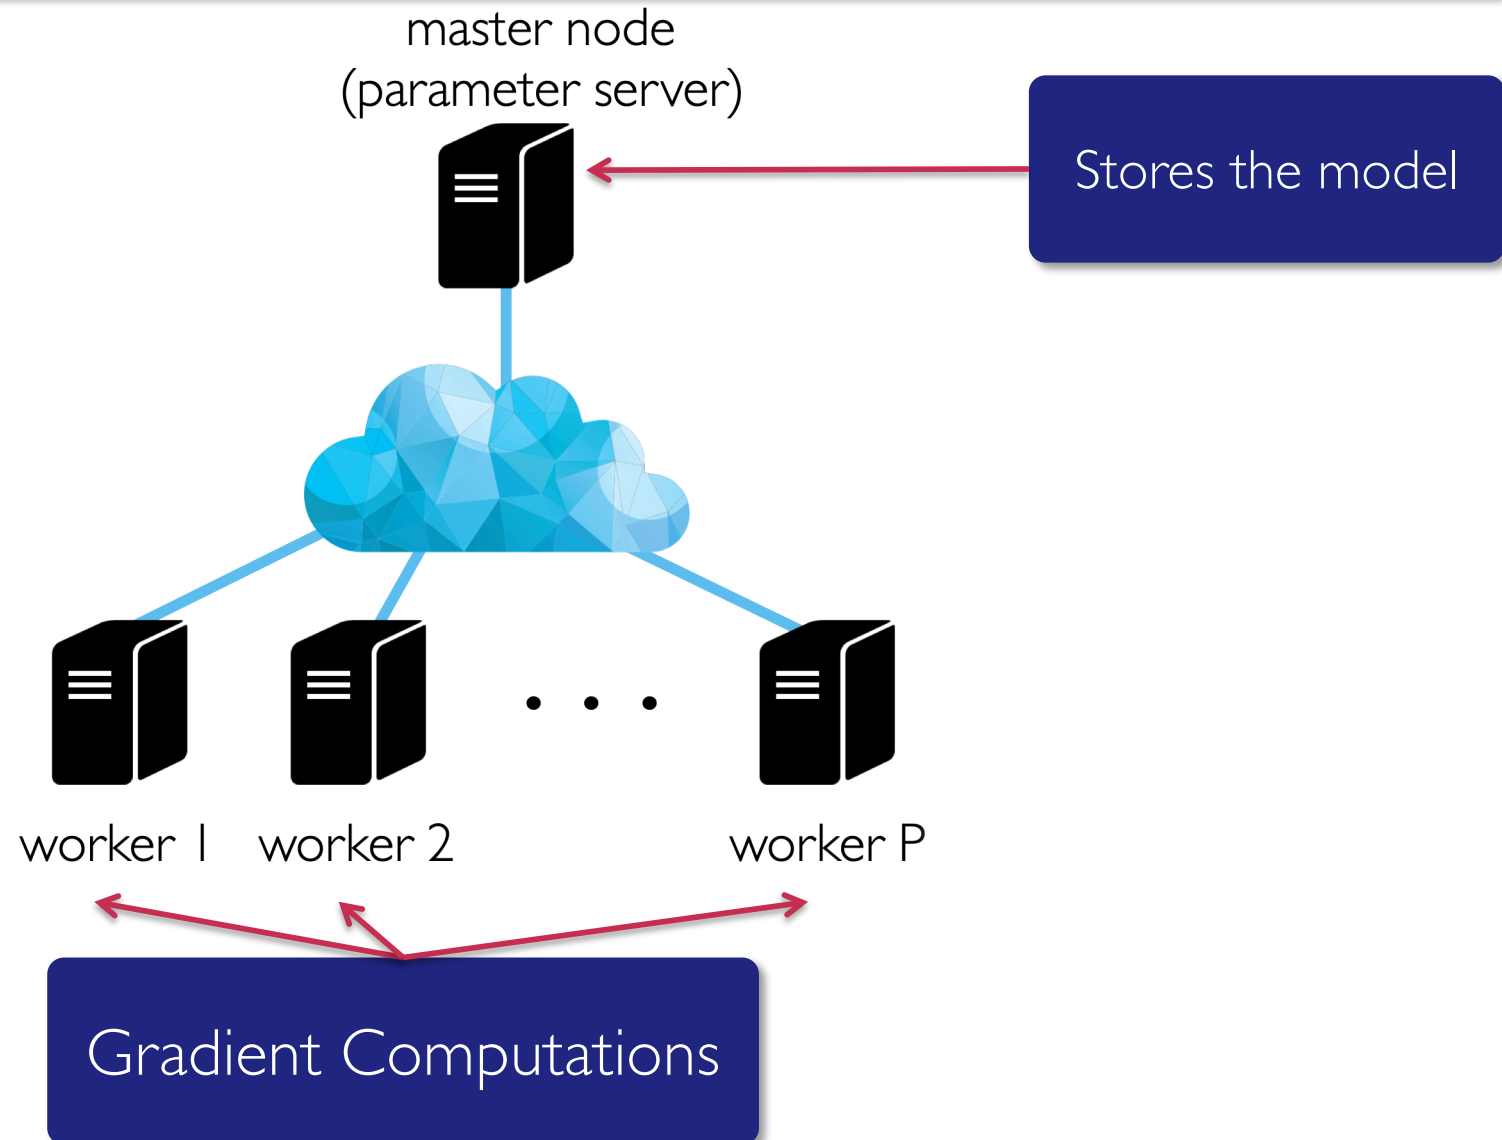 master node
(parameter server)
Stores the model
worker 1 worker 2 . . . worker P
Gradient Computations